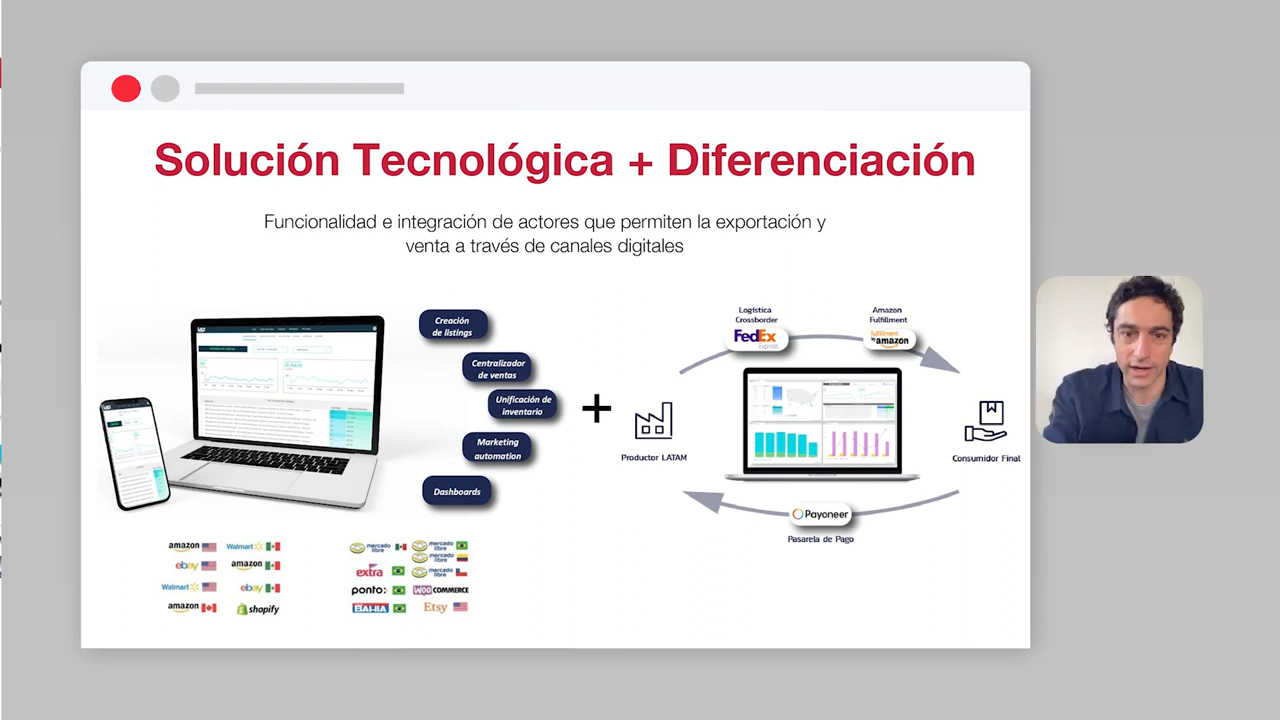 Solución Tecnológica + Diferenciación
Funcionalidad e integración de actores que permiten la exportación y
venta a través de canales digitales
Creación
de listings
Centralizador
de ventas
Unificación de
inventario
Marketing
automation
Dashboards
+
Logística
Crossborder
FedEx
Express
Amazon
Fulfillment
fulfillment
by amazon
Productor LATAM
Consumidor Final
Payoneer
Pasarela de Pago
amazon
Walmart
ebay
amazon
Walmart
ebay
amazon
shopify
mercado
libre
mercado
libre
mercado
libre
extra
mercado
libre
ponto:
WOO COMMERCE
BAHIA
Etsy